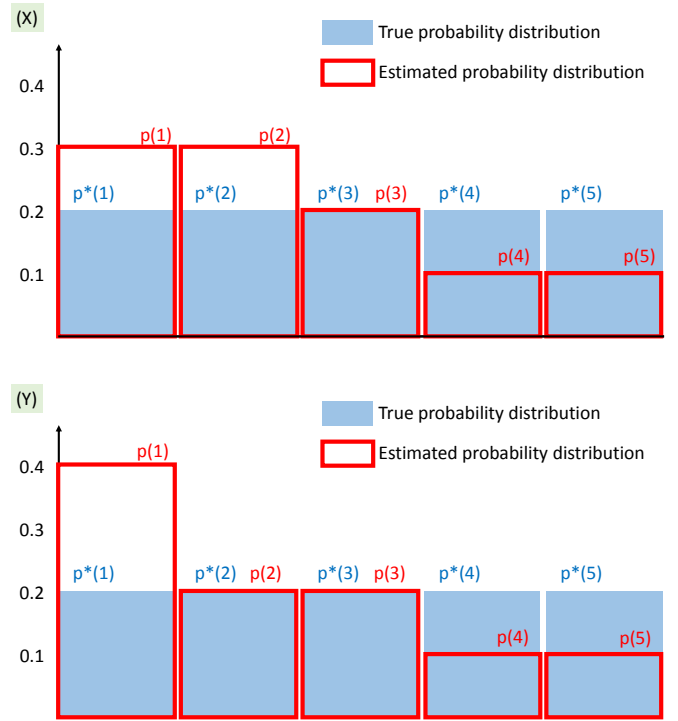 (X)
True probability distribution
Estimated probability distribution
0.4
0.3
0.2
0.1
p(1)
p(2)
p*(1)
p*(2)
p*(3)
p(3)
p*(4)
p*(5)
p(4)
p(5)
(Y)
True probability distribution
Estimated probability distribution
0.4
0.3
0.2
0.1
p(1)
p*(1)
p*(2)
p(2)
p*(3)
p(3)
p*(4)
p*(5)
p(4)
p(5)